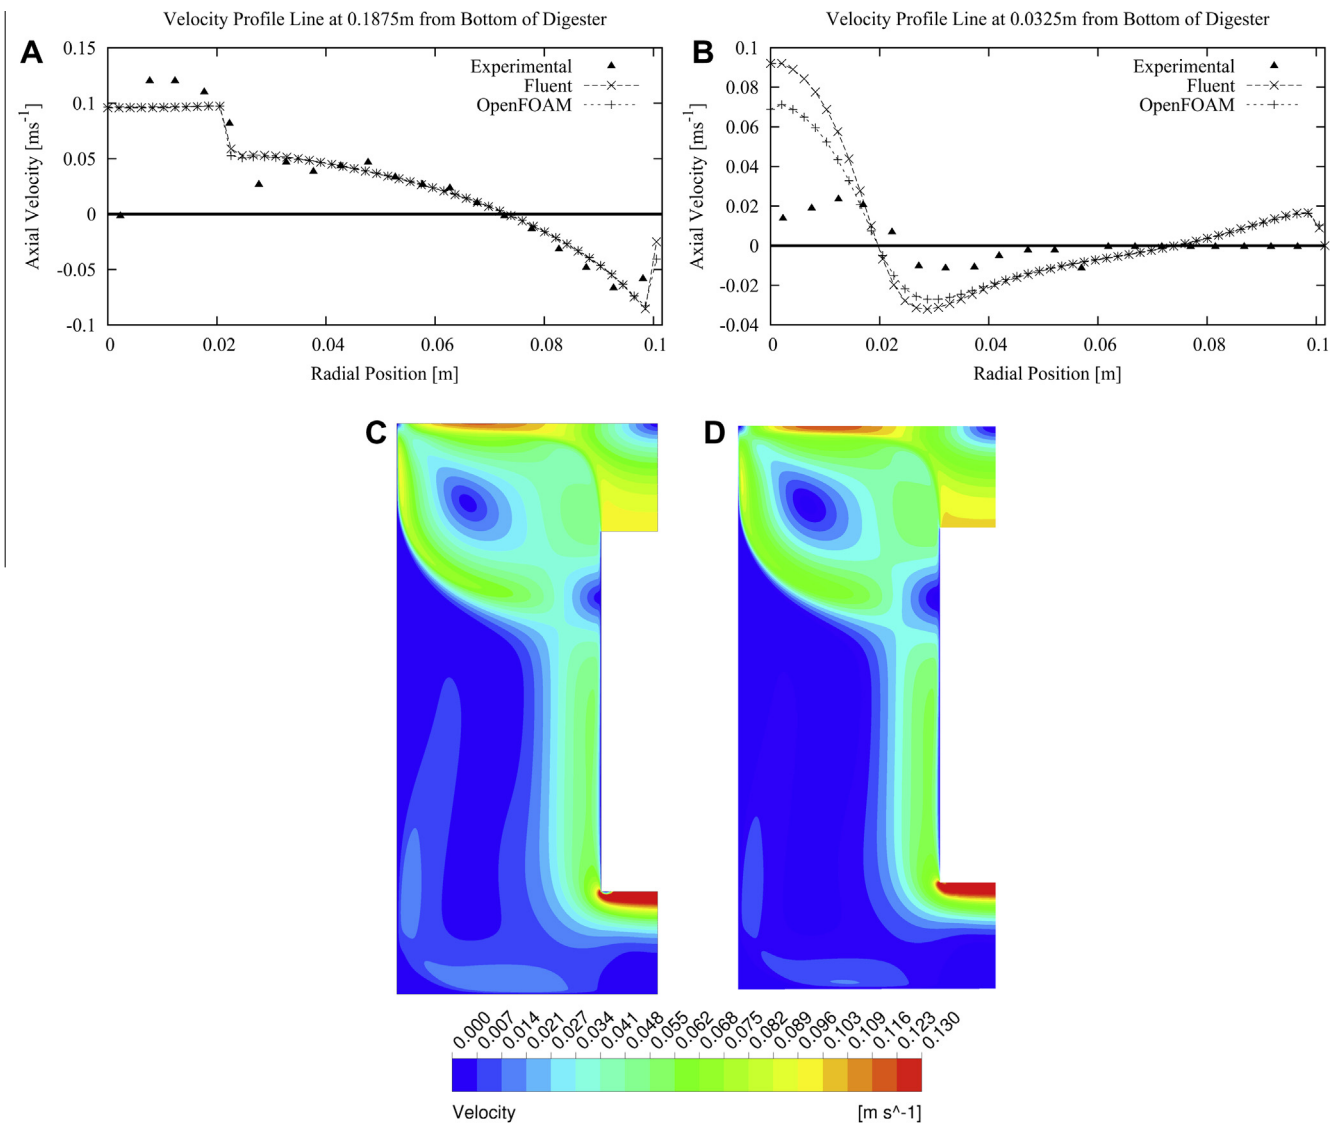 Velocity Profile Line at 0.1875m from Bottom of Digester
A
Experimental
Fluent
OpenFOAM
Axial Velocity [ms-1]
0.15
0.1
0.05
0
-0.05
-0.1
0 0.02 0.04 0.06 0.08 0.1
Radial Position [m]
Velocity Profile Line at 0.0325m from Bottom of Digester
B
Experimental
Fluent
OpenFOAM
Axial Velocity [ms-1]
0.1
0.08
0.06
0.04
0.02
0
-0.02
-0.04
0 0.02 0.04 0.06 0.08 0.1
Radial Position [m]
C
D
0.000 0.007 0.014 0.021 0.027 0.034 0.041 0.048 0.055 0.062 0.068 0.075 0.082 0.089 0.096 0.103 0.109 0.116 0.123 0.130
Velocity [m s^-1]